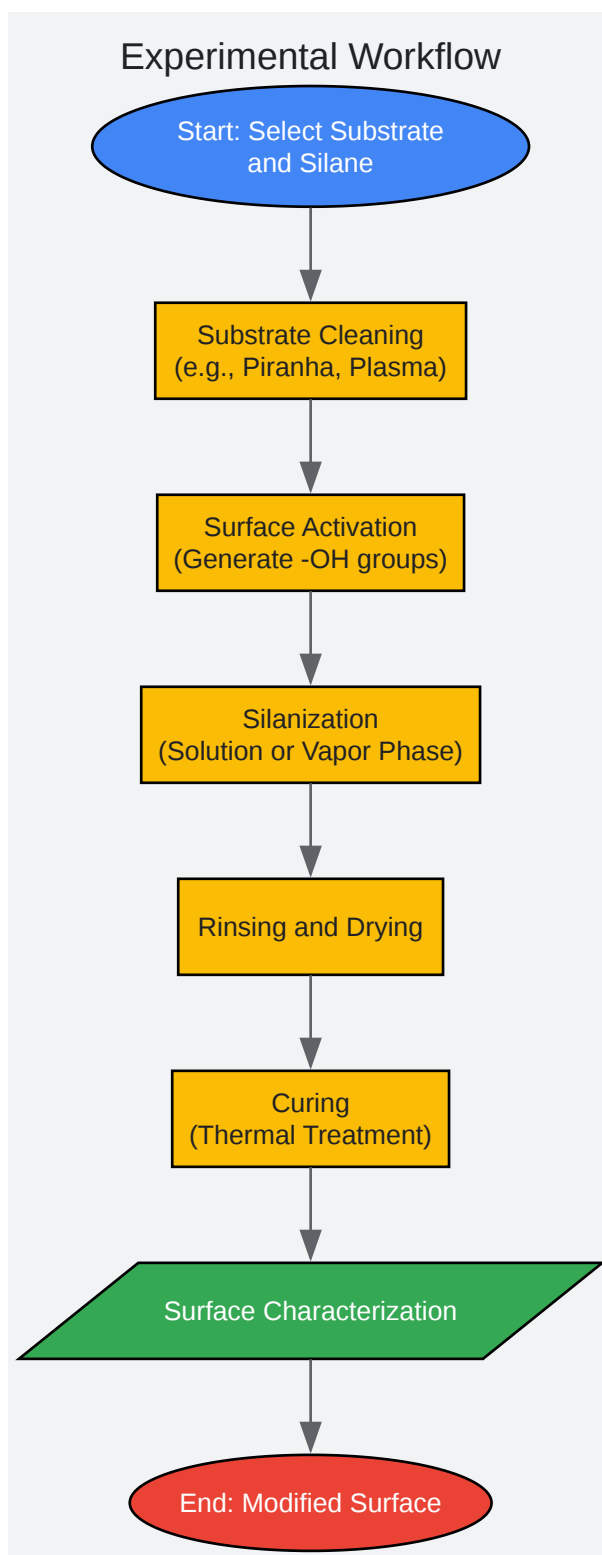 Experimental Workflow
Start: Select Substrate
and Silane
Substrate Cleaning
(e.g., Piranha, Plasma)
Surface Activation
(Generate -OH groups)
Silanization
(Solution or Vapor Phase)
Rinsing and Drying
Curing
(Thermal Treatment)
Surface Characterization
End: Modified Surface